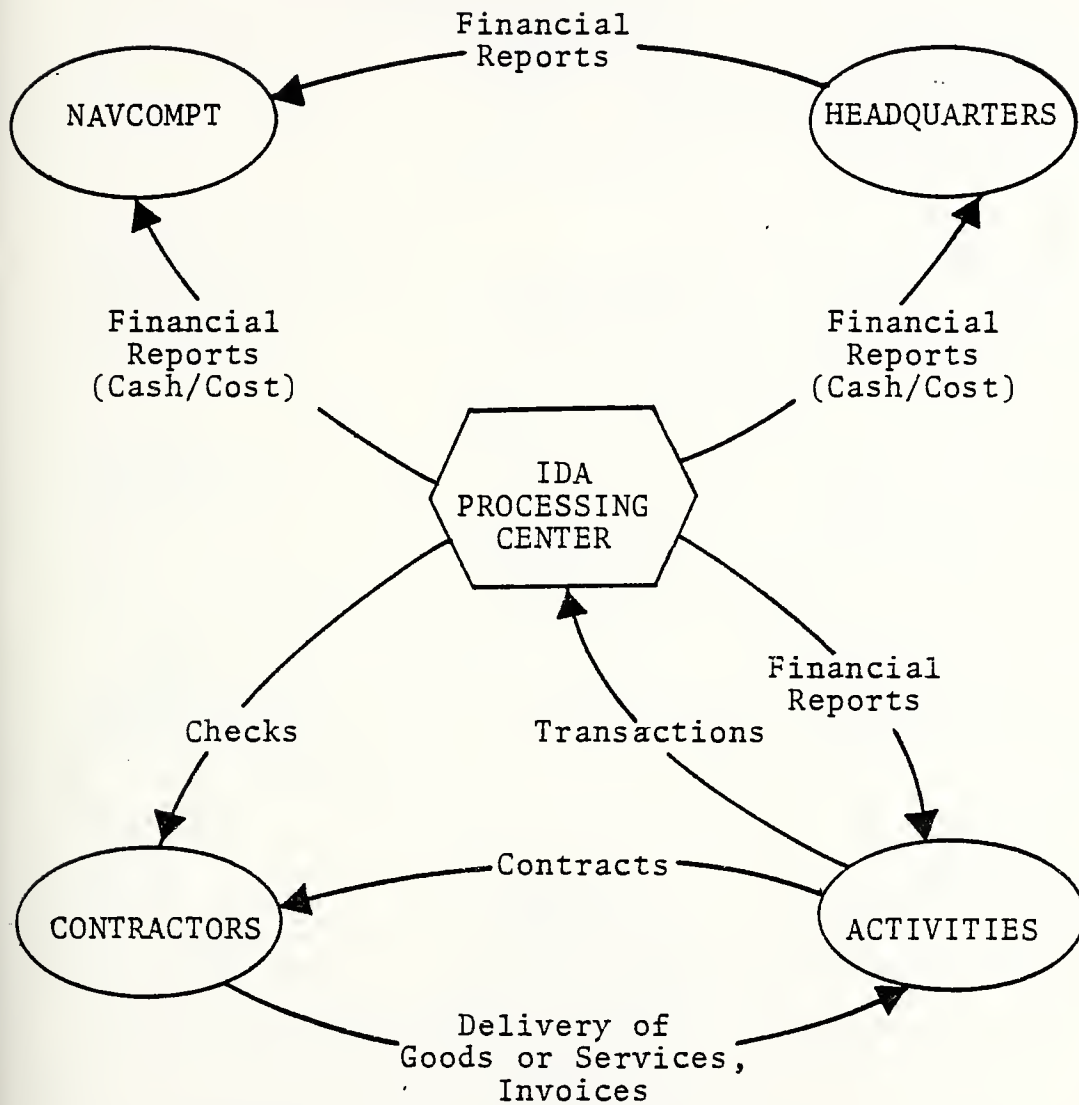 Financial
Reports
NAVCOMPT
HEADQUARTERS
Financial
Reports
(Cash/Cost)
Financial
Reports
(Cash/Cost)
IDA
PROCESSING
CENTER
Financial
Reports
Checks
Transactions
Contracts
CONTRACTORS
ACTIVITIES
Delivery of
Goods or Services,
Invoices